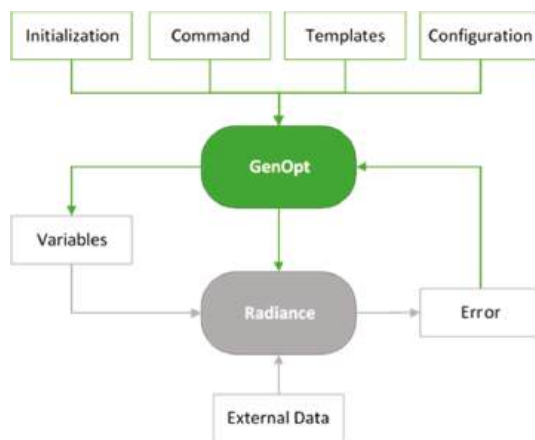 Initialization
Command
Templates
Configuration
GenOpt
Variables
Radiance
Error
External Data